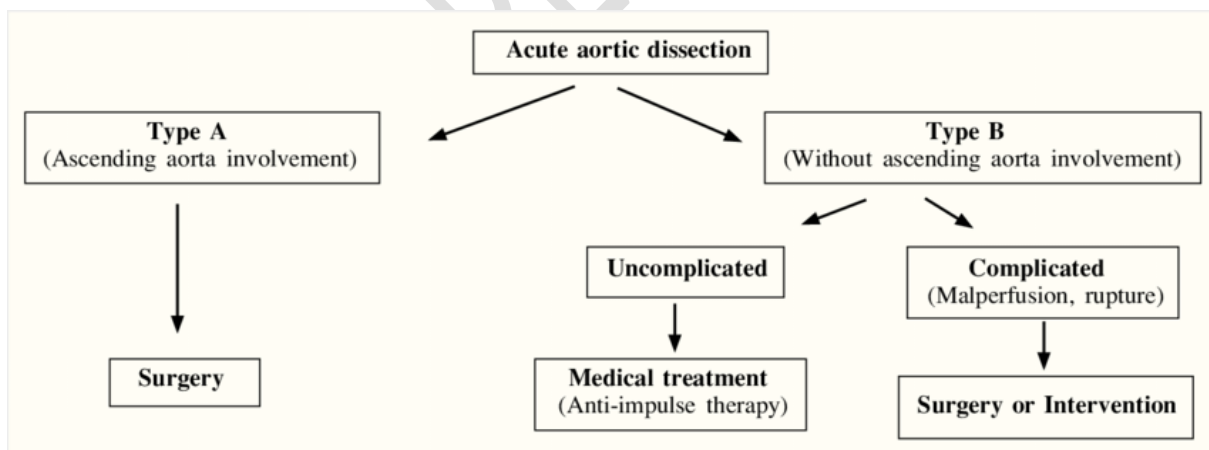 Acute aortic dissection
Type A
(Ascending aorta involvement)
Type B
(Without ascending aorta involvement)
Uncomplicated
Complicated
(Malperfusion, rupture)
Surgery
Medical treatment
(Anti-impulse therapy)
Surgery or Intervention